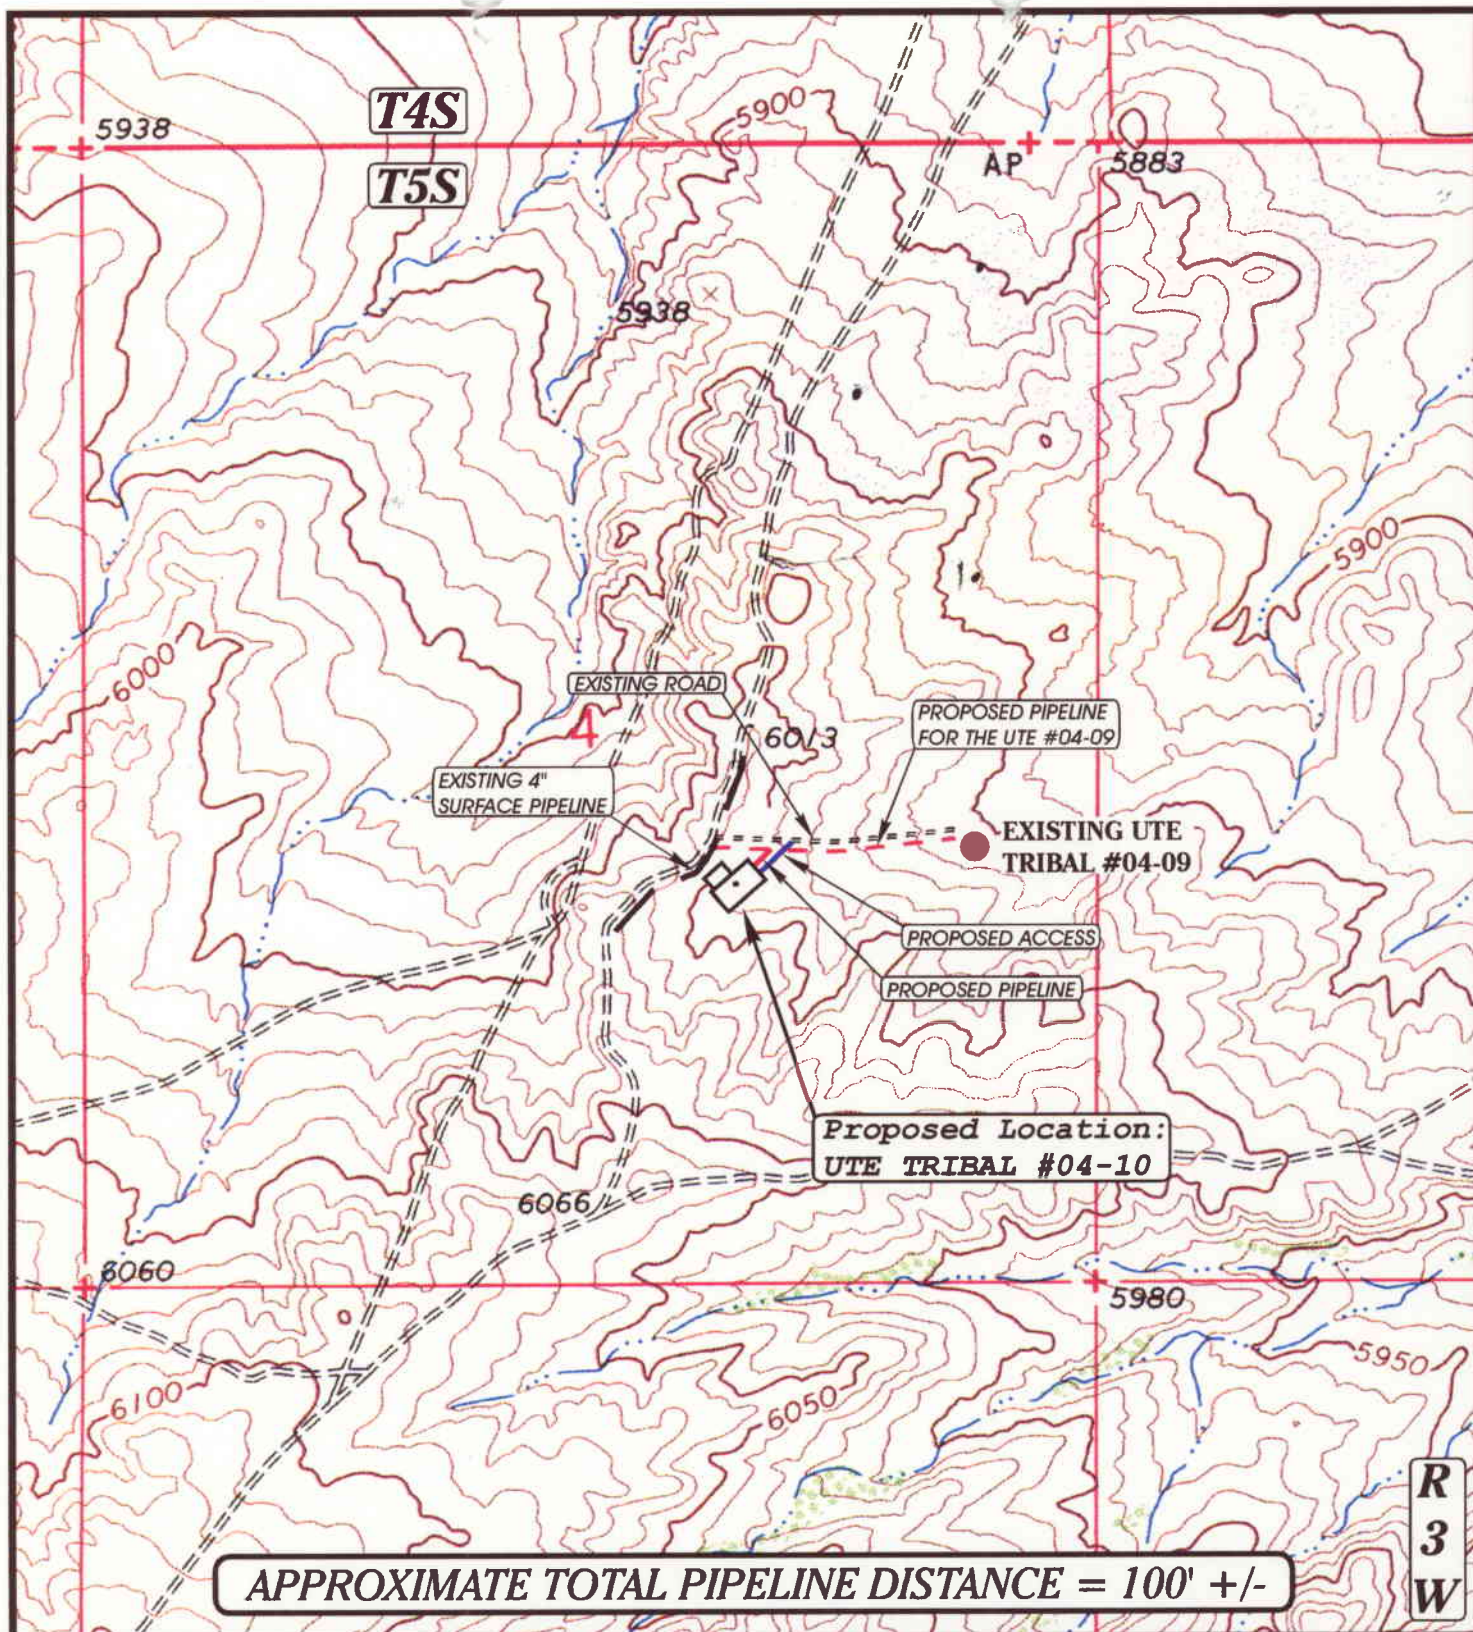 T4S
5900
5938
AP
5883
T5S
5938
5900
6000
EXISTING ROAD
4
6013
PROPOSED PIPELINE
FOR THE UTE #04-09
EXISTING 4"
SURFACE PIPELINE
EXISTING UTE
TRIBAL #04-09
PROPOSED ACCESS
PROPOSED PIPELINE
Proposed Location:
UTE TRIBAL #04-10
6066
6060
5980
5950
6100
6050
R
3
W
APPROXIMATE TOTAL PIPELINE DISTANCE = 100' +/-